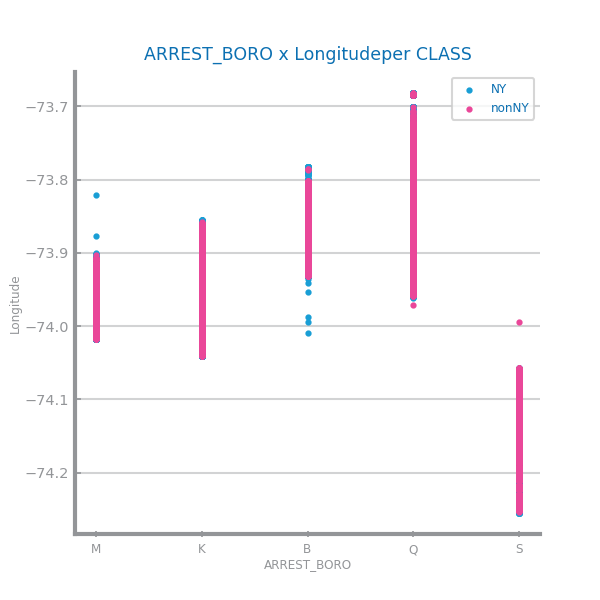 ARREST_BORO x Longitudeper CLASS
NY
nonNY
−73.7
−73.8
−73.9
−74.0
−74.1
−74.2
Longitude
M K B Q S
ARREST_BORO